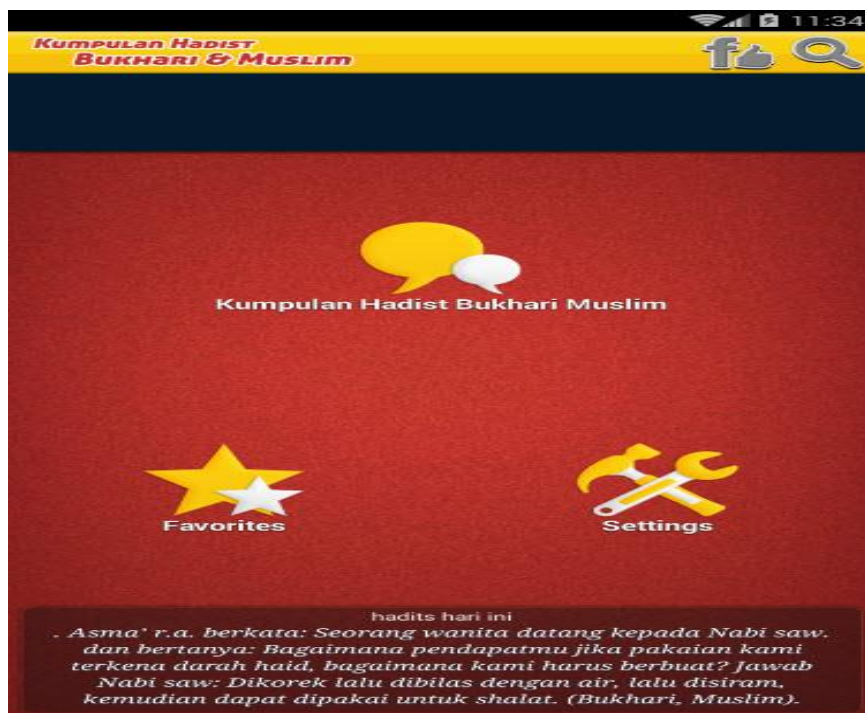 11:34
Kumpulan Hadist
Bukhari & Muslim
f
Kumpulan Hadist Bukhari Muslim
Favorites
Settings
hadits hari ini
. Asma' r.a. berkata: Seorang wanita datang kepada Nabi saw.
dan bertanya: Bagaimana pendapatmu jika pakaian kami
terkena darah haid, bagaimana kami harus berbuat? Jawab
Nabi saw: Dikorek lalu dibilas dengan air, lalu disiram,
kemudian dapat dipakai untuk shalat. (Bukhari, Muslim).